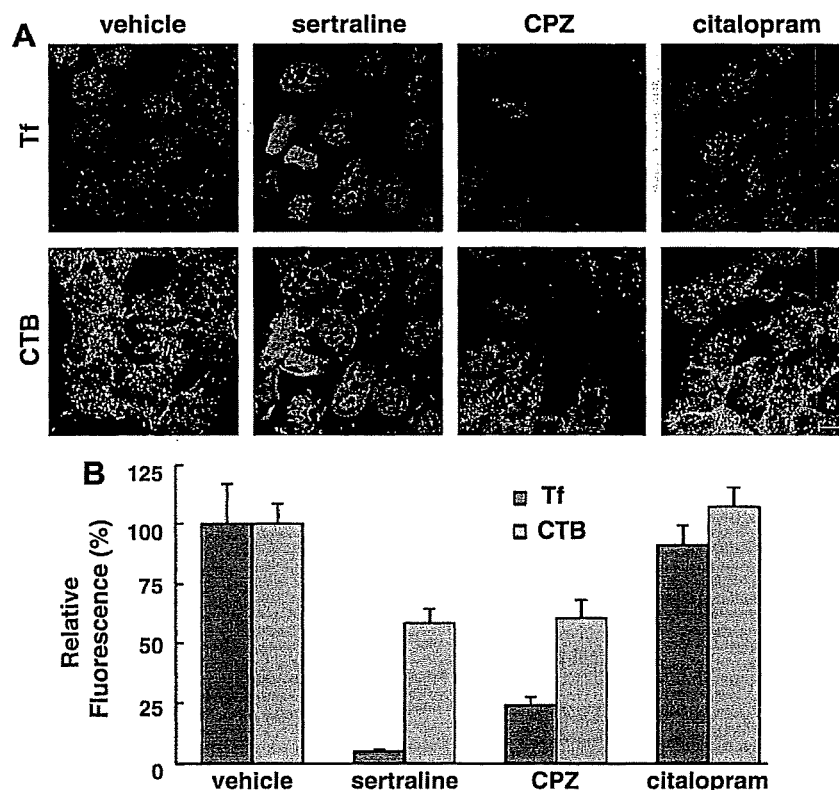 A
vehicle sertraline CPZ citalopram
Tf
CTB
B
125
100
75
50
25
0
Relative
Fluorescence (%)
Tf
CTB
vehicle sertraline CPZ citalopram